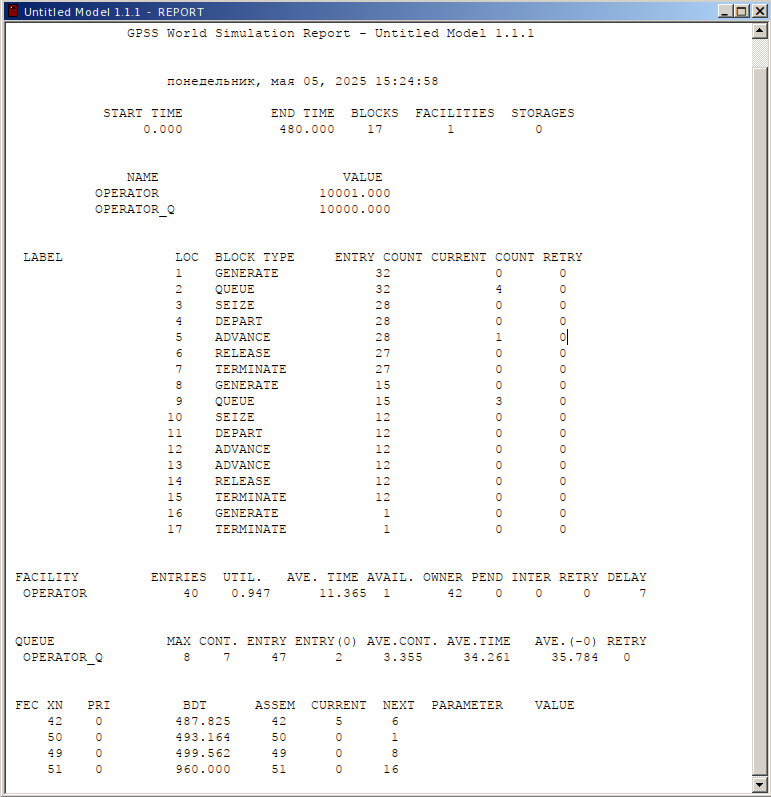 Untitled Model 1.1.1 - REPORT
GPSS World Simulation Report - Untitled Model 1.1.1
понедельник, мая 05, 2025 15:24:58
START TIME END TIME BLOCKS FACILITIES STORAGES
0.000 480.000 17 1 0
NAME VALUE
OPERATOR 10001.000
OPERATOR_Q 10000.000
LABEL LOC BLOCK TYPE ENTRY COUNT CURRENT COUNT RETRY
1 GENERATE 32 0 0
2 QUEUE 32 4 0
3 SEIZE 28 0 0
4 DEPART 28 0 0
5 ADVANCE 28 1 0
6 RELEASE 27 0 0
7 TERMINATE 27 0 0
8 GENERATE 15 0 0
9 QUEUE 15 3 0
10 SEIZE 12 0 0
11 DEPART 12 0 0
12 ADVANCE 12 0 0
13 ADVANCE 12 0 0
14 RELEASE 12 0 0
15 TERMINATE 12 0 0
16 GENERATE 1 0 0
17 TERMINATE 1 0 0
FACILITY ENTRIES UTIL. AVE. TIME AVAIL. OWNER PEND INTER RETRY DELAY
OPERATOR 40 0.947 11.365 1 42 0 0 0 7
QUEUE MAX CONT. ENTRY ENTRY(0) AVE.CONT. AVE.TIME AVE.(-0) RETRY
OPERATOR_Q 8 7 47 2 3.355 34.261 35.784 0
FEC XN PRI BDT ASSEM CURRENT NEXT PARAMETER VALUE
42 0 487.825 42 5 6
50 0 493.164 50 0 1
49 0 499.562 49 0 8
51 0 960.000 51 0 16